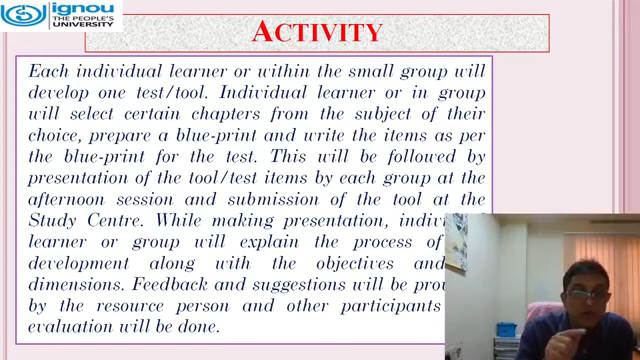 ignou
THE PEOPLE'S
UNIVERSITY
ACTIVITY
Each individual learner or within the small group will
develop one test/tool. Individual learner or in group
will select certain chapters from the subject of their
choice, prepare a blue-print and write the items as per
the blue-print for the test. This will be followed by
presentation of the tool/test items by each group at the
afternoon session and submission of the tool at the
Study Centre. While making presentation,
learner or group will explain the process of
development along with the objectives and
dimensions. Feedback and suggestions will be
by the resource person and other participants
evaluation will be done.